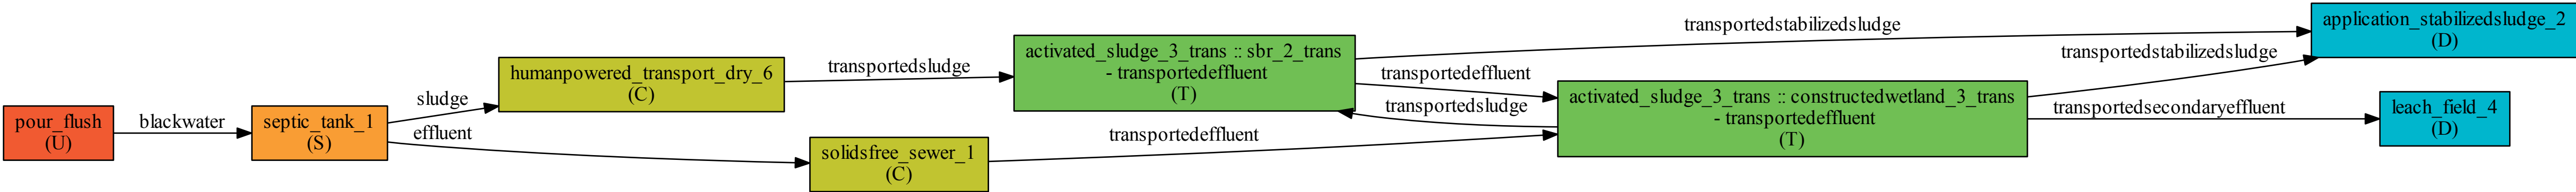 pour_flush
(U)
blackwater
septic_tank_1
(S)
sludge
effluent
humanpowered_transport_dry_6
(C)
solidsfree_sewer_1
(C)
transportedsludge
transportedeffluent
activated_sludge_3_trans :: sbr_2_trans
- transportedeffluent
(T)
transportedstabilizedsludge
transportedeffluent
transportedsludge
activated_sludge_3_trans :: constructedwetland_3_trans
- transportedeffluent
(T)
transportedstabilizedsludge
transportedsecondaryeffluent
application_stabilizedsludge_2
(D)
leach_field_4
(D)